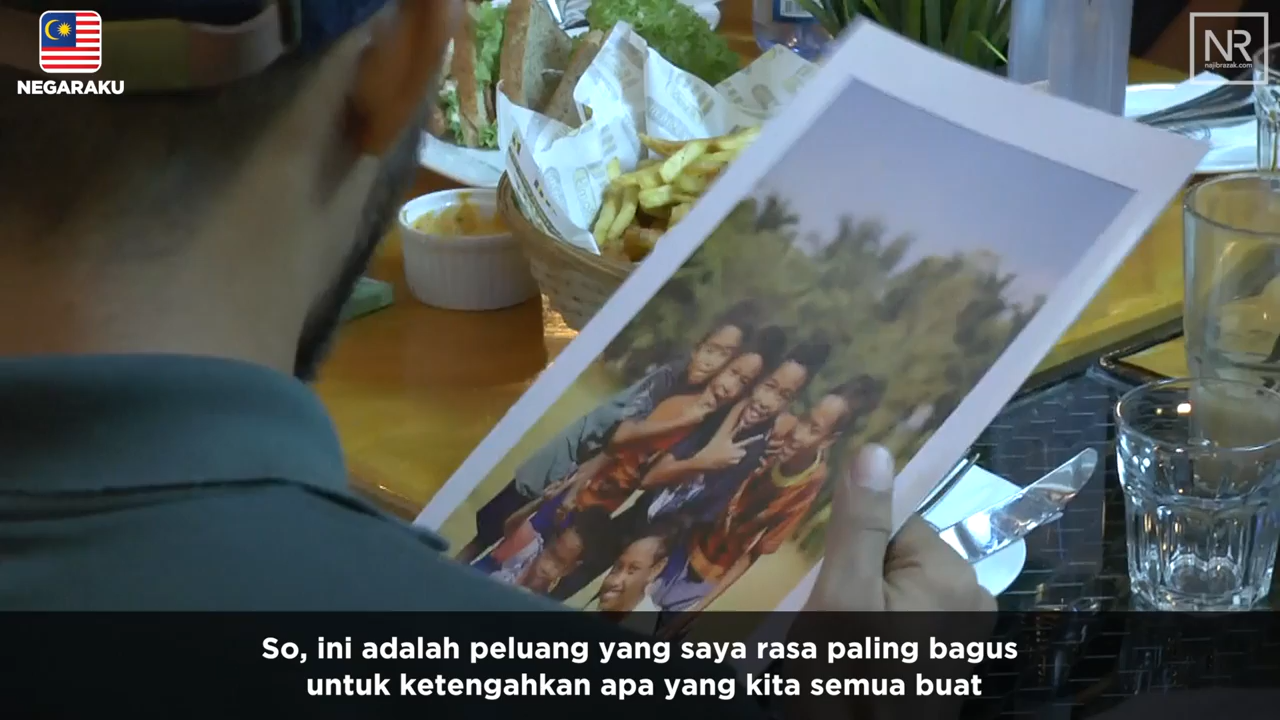 NEGARAKU
NR
najibrazak.com
So, ini adalah peluang yang saya rasa paling bagus
untuk ketengahkan apa yang kita semua buat